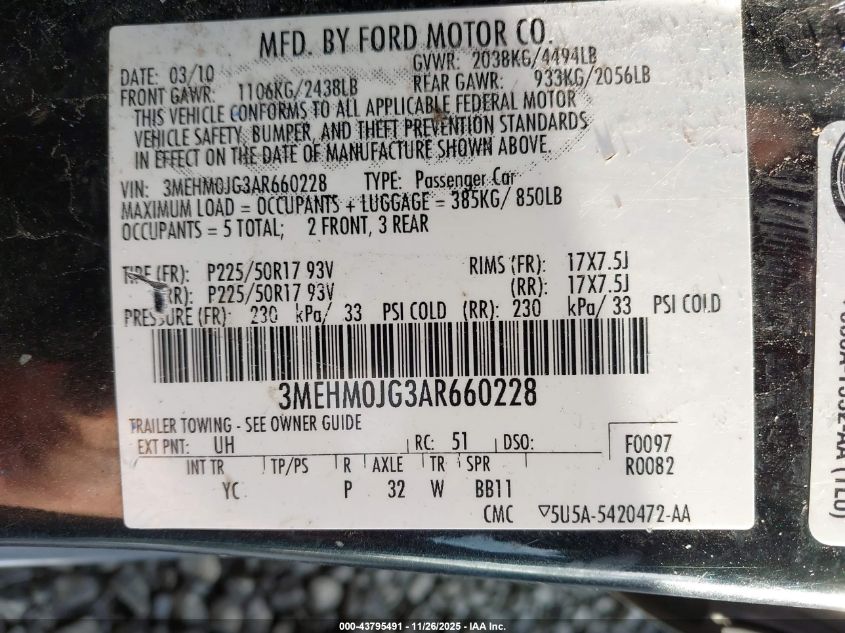 MFD. BY FORD MOTOR CO.
DATE: 03/10 GVWR: 2038KG/4494LB
FRONT GAWR: 1106KG/2438LB REAR GAWR: 933KG/2056LB
THIS VEHICLE CONFORMS TO ALL APPLICABLE FEDERAL MOTOR
VEHICLE SAFETY, BUMPER, AND THEFT PREVENTION STANDARDS
IN EFFECT ON THE DATE OF MANUFACTURE SHOWN ABOVE.
VIN: 3MEHM0JG3AR660228 TYPE: Passenger Car
MAXIMUM LOAD = OCCUPANTS + LUGGAGE = 385KG/ 850LB
OCCUPANTS = 5 TOTAL; 2 FRONT, 3 REAR
TIRE (FR): P225/50R17 93V RIMS (FR): 17X7.5J
(RR): P225/50R17 93V (RR): 17X7.5J
PRESSURE (FR): 230 kPa/ 33 PSI COLD (RR): 230 kPa/ 33 PSI COLD
3MEHM0JG3AR660228
TRAILER TOWING - SEE OWNER GUIDE
EXT PNT: UH RC: 51 DSO: F0097
INT TR TP/PS R AXLE TR SPR R0082
YC P 32 W BB11
CMC ▽5U5A-5420472-AA
000-43795491 - 11/26/2025 - IAA Inc.